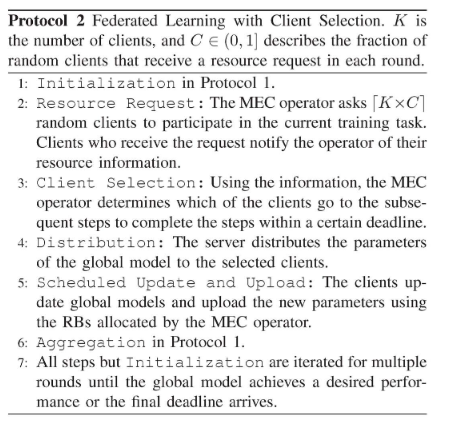 Protocol 2 Federated Learning with Client Selection. K is
the number of clients, and C ∈ (0, 1] describes the fraction of
random clients that receive a resource request in each round.
1: Initialization in Protocol 1.
2: Resource Request: The MEC operator asks ⌈K×C⌉
random clients to participate in the current training task.
Clients who receive the request notify the operator of their
resource information.
3: Client Selection: Using the information, the MEC
operator determines which of the clients go to the subse-
quent steps to complete the steps within a certain deadline.
4: Distribution: The server distributes the parameters
of the global model to the selected clients.
5: Scheduled Update and Upload: The clients up-
date global models and upload the new parameters using
the RBs allocated by the MEC operator.
6: Aggregation in Protocol 1.
7: All steps but Initialization are iterated for multiple
rounds until the global model achieves a desired perfor-
mance or the final deadline arrives.